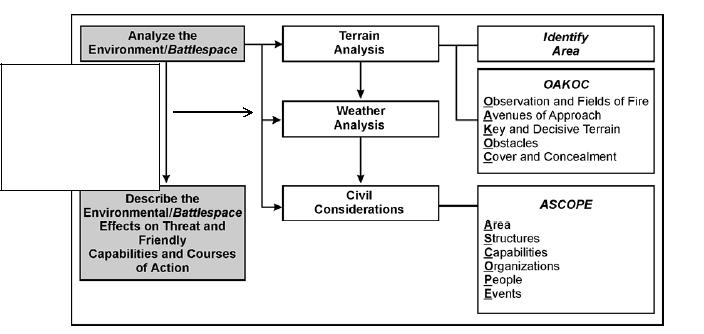 Analyze the
Environment/Battlespace
Terrain
Analysis
Identify
Area
OAKOC
Observation and Fields of Fire
Avenues of Approach
Key and Decisive Terrain
Obstacles
Cover and Concealment
Weather
Analysis
Describe the
Environmental/Battlespace
Effects on Threat and
Friendly
Capabilities and Courses
of Action
Civil
Considerations
ASCOPE
Area
Structures
Capabilities
Organizations
People
Events